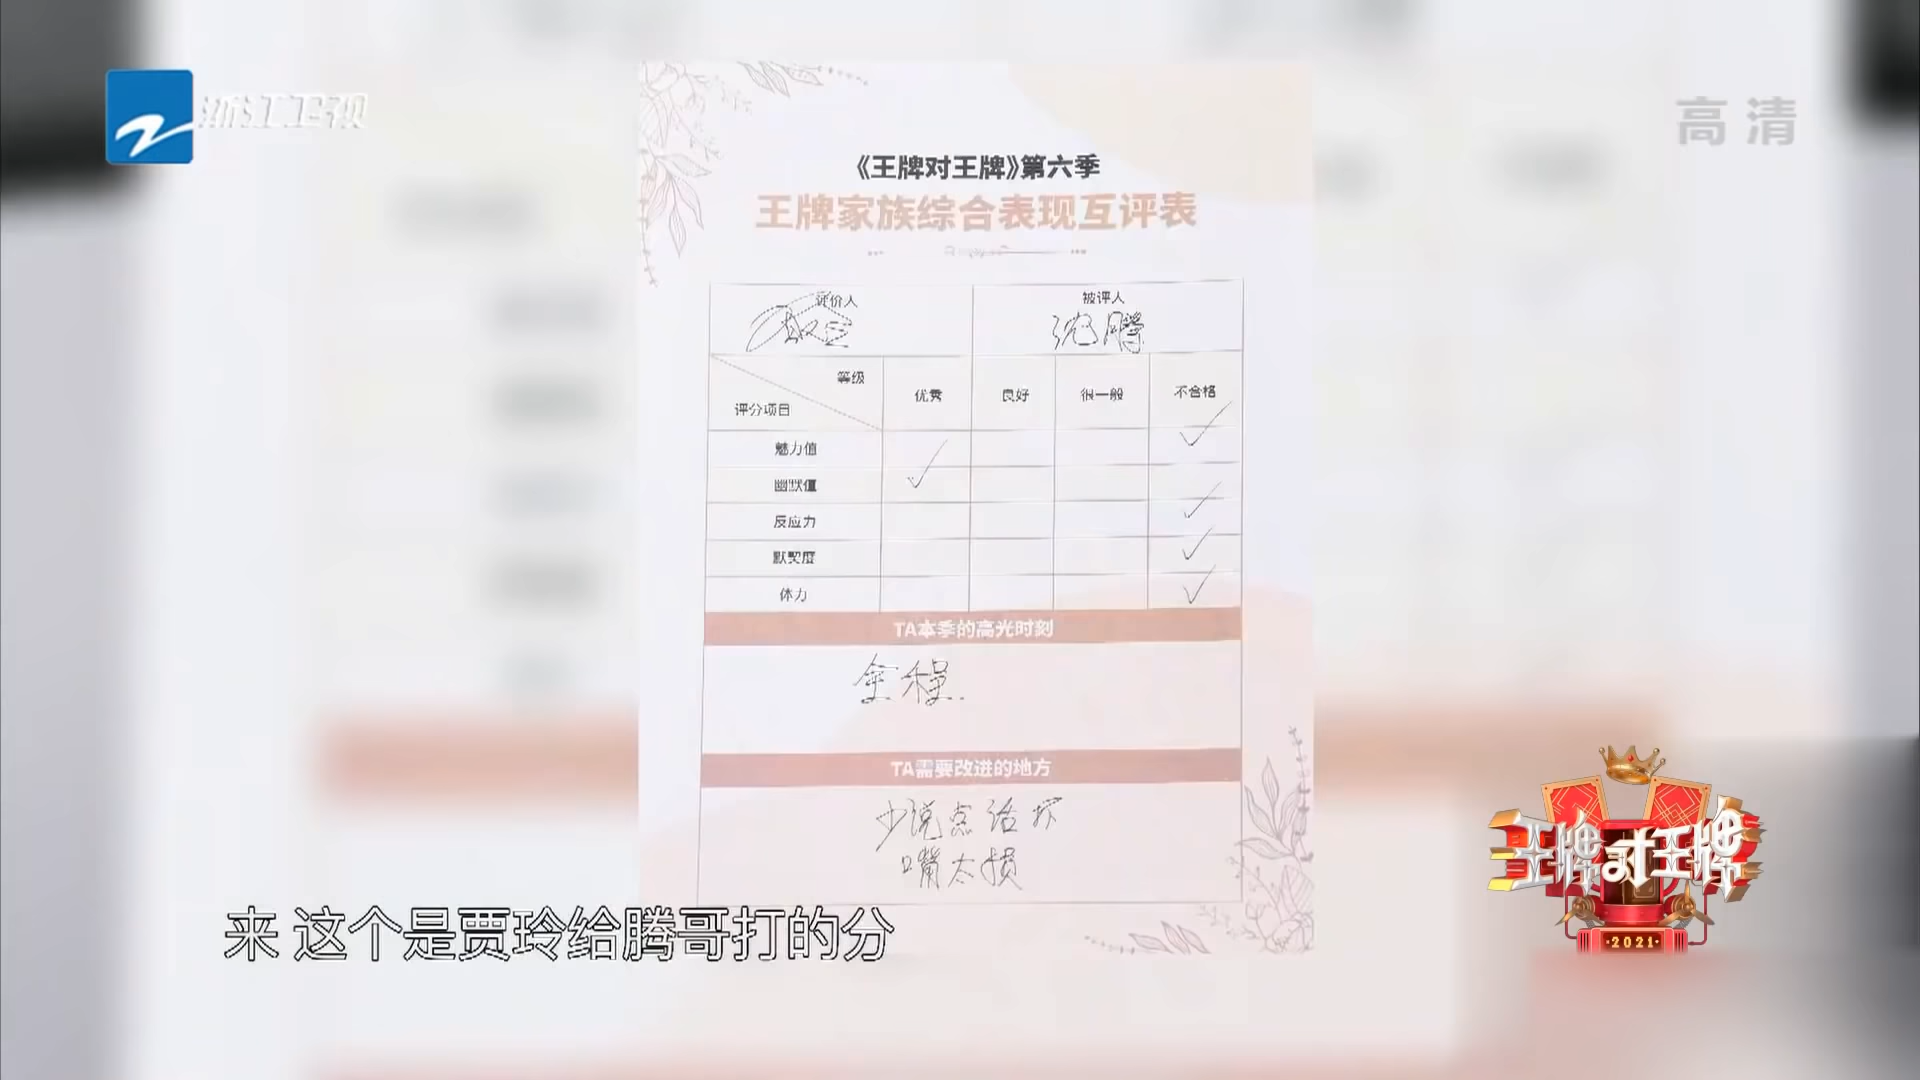 浙江卫视
高清
《王牌对王牌》第六季
王牌家族综合表现互评表
评价人
被评人
沈腾
等级
评分项目
优秀
良好
很一般
不合格
魅力值
幽默值
反应力
默契度
体力
TA本季的高光时刻
全程.
TA需要改进的地方
少说点话
嘴太损
来 这个是贾玲给腾哥打的分
王牌对王牌
2021